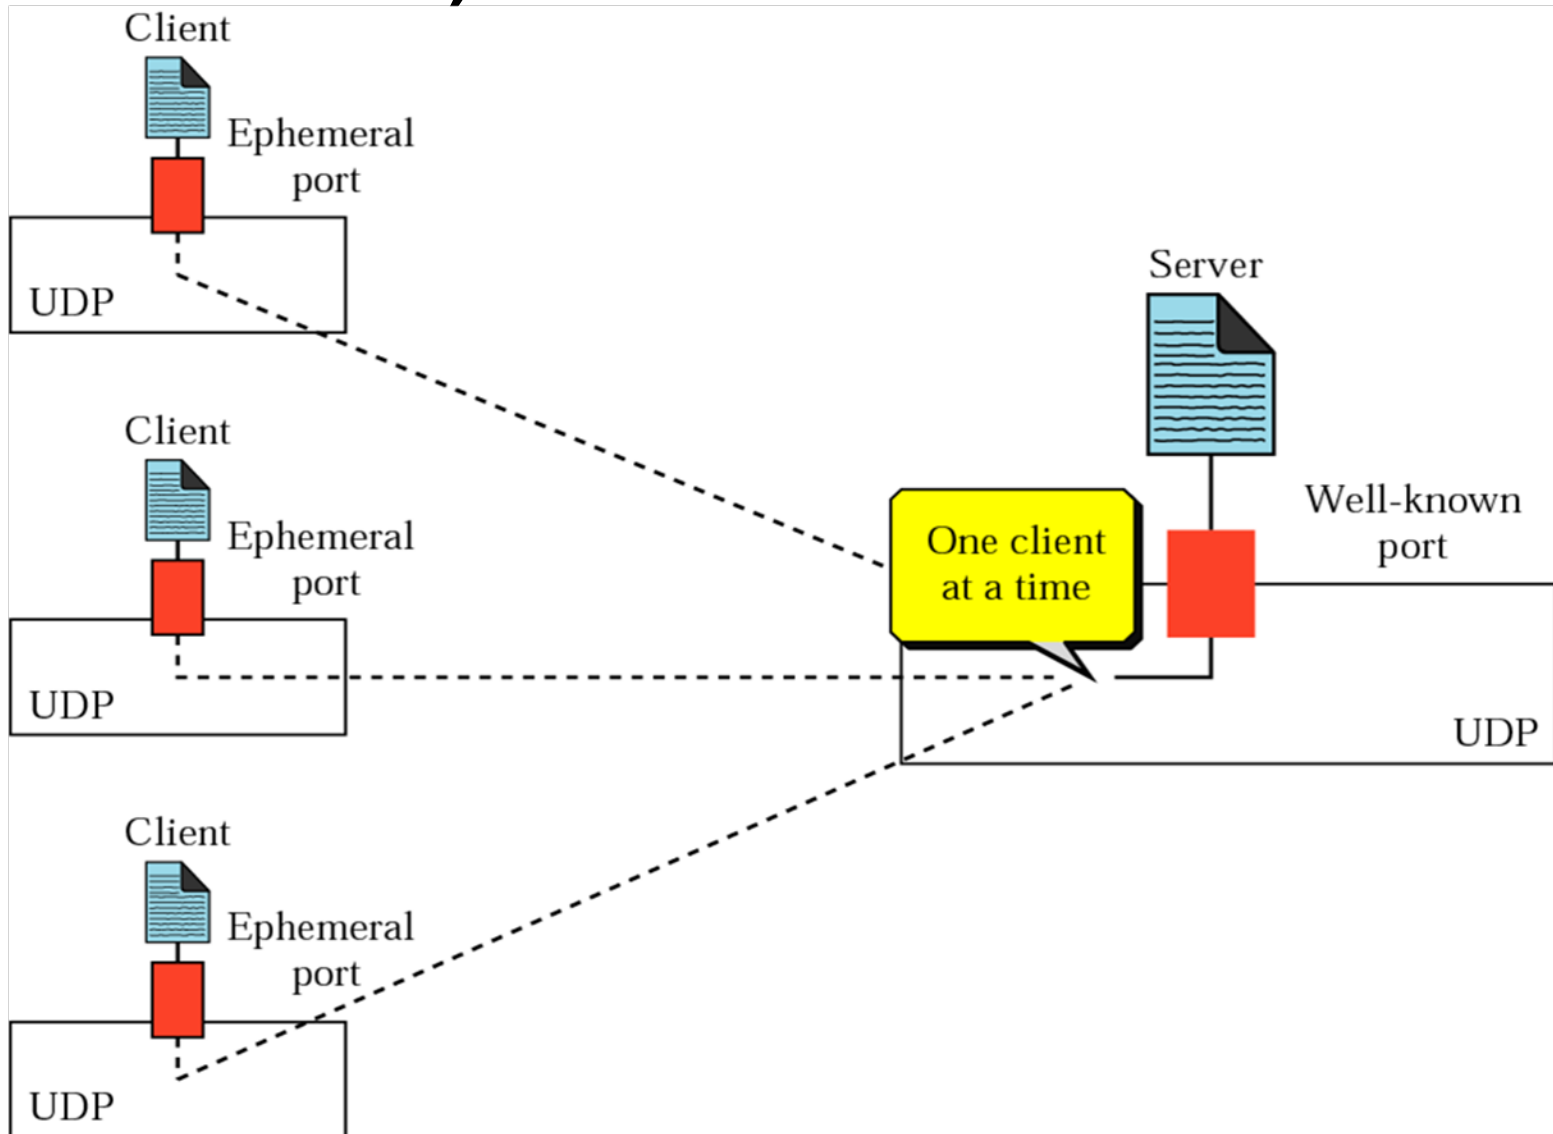 Client
Ephemeral
port
UDP
Server
Client
Ephemeral
port
UDP
One client
at a time
Well-known
port
UDP
Client
Ephemeral
port
UDP